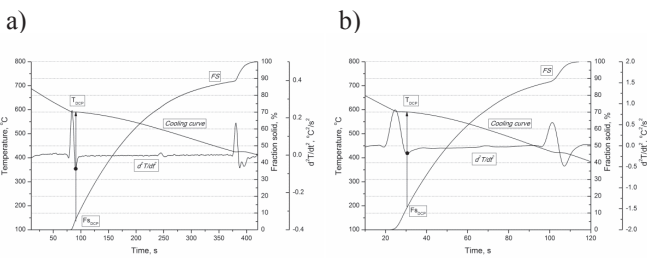 a)
b)
800
700
600
500
400
300
200
100
Temperature, °C
50 100 150 200 250 300 350 400
Time, s
100
90
80
70
60
50
40
30
20
10
0
Fraction solid, %
0.4
0.2
0.0
-0.2
-0.4
d²T/dt², °C²/s²
FS
T_DCP
Cooling curve
d²T/dt²
Fs_DCP
800
700
600
500
400
300
200
100
Temperature, °C
20 40 60 80 100 120
Time, s
100
90
80
70
60
50
40
30
20
10
0
Fraction solid, %
2.0
1.5
1.0
0.5
0.0
-0.5
-1.0
-1.5
-2.0
d²T/dt², °C²/s²
FS
T_DCP
Cooling curve
d²T/dt²
Fs_DCP